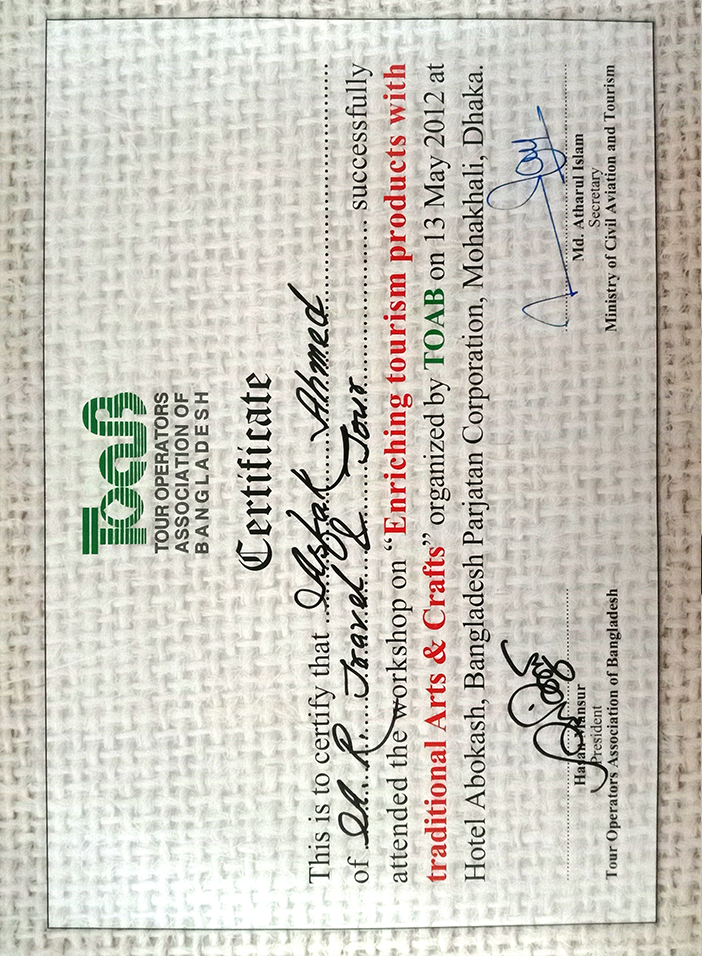 Toab
TOUR OPERATORS
ASSOCIATION OF
BANGLADESH
Certificate
This is to certify that Asfak Ahmed
of M. R. Travel & Tour successfully
attended the workshop on “Enriching tourism products with
traditional Arts & Crafts” organized by TOAB on 13 May 2012 at
Hotel Abokash, Bangladesh Parjatan Corporation, Mohakhali, Dhaka.
Hasan Mansur
President
Tour Operators Association of Bangladesh
Md. Atharul Islam
Secretary
Ministry of Civil Aviation and Tourism